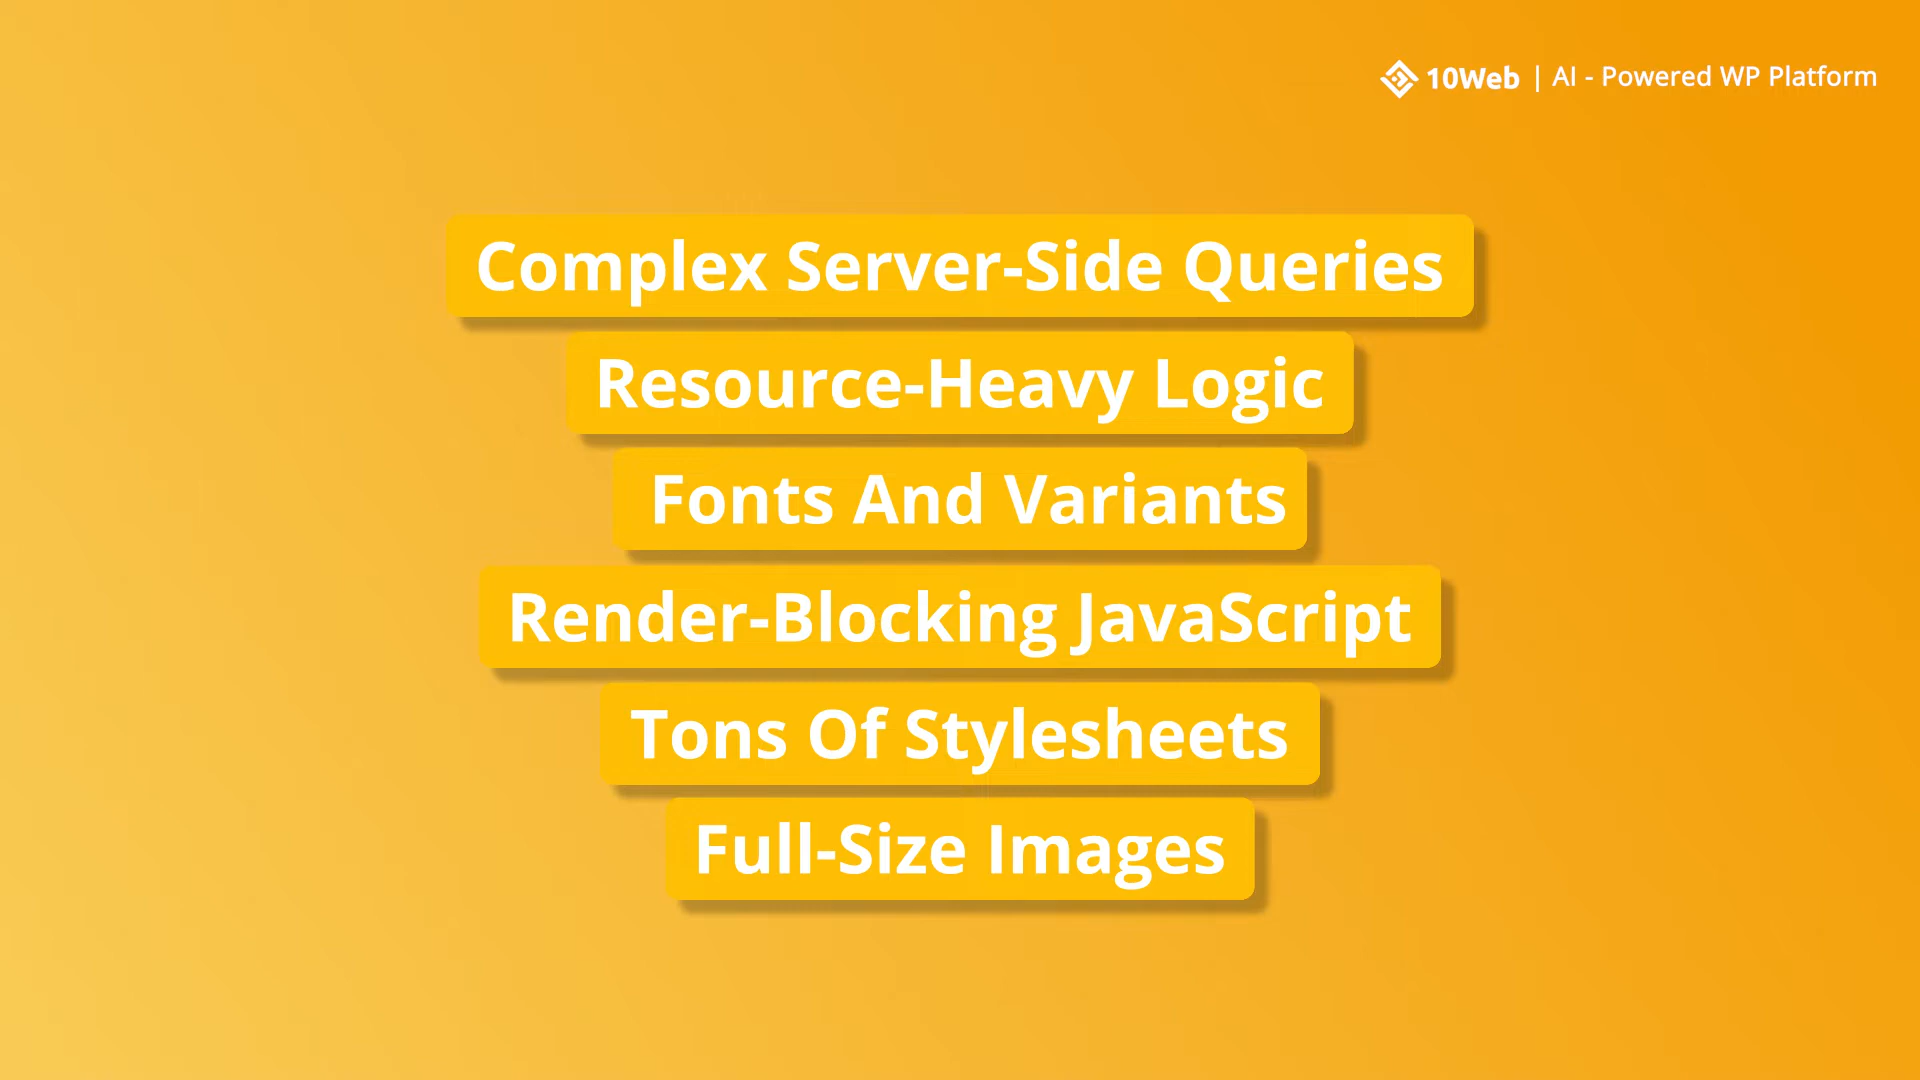 10Web | AI - Powered WP Platform
Complex Server-Side Queries
Resource-Heavy Logic
Fonts And Variants
Render-Blocking JavaScript
Tons Of Stylesheets
Full-Size Images